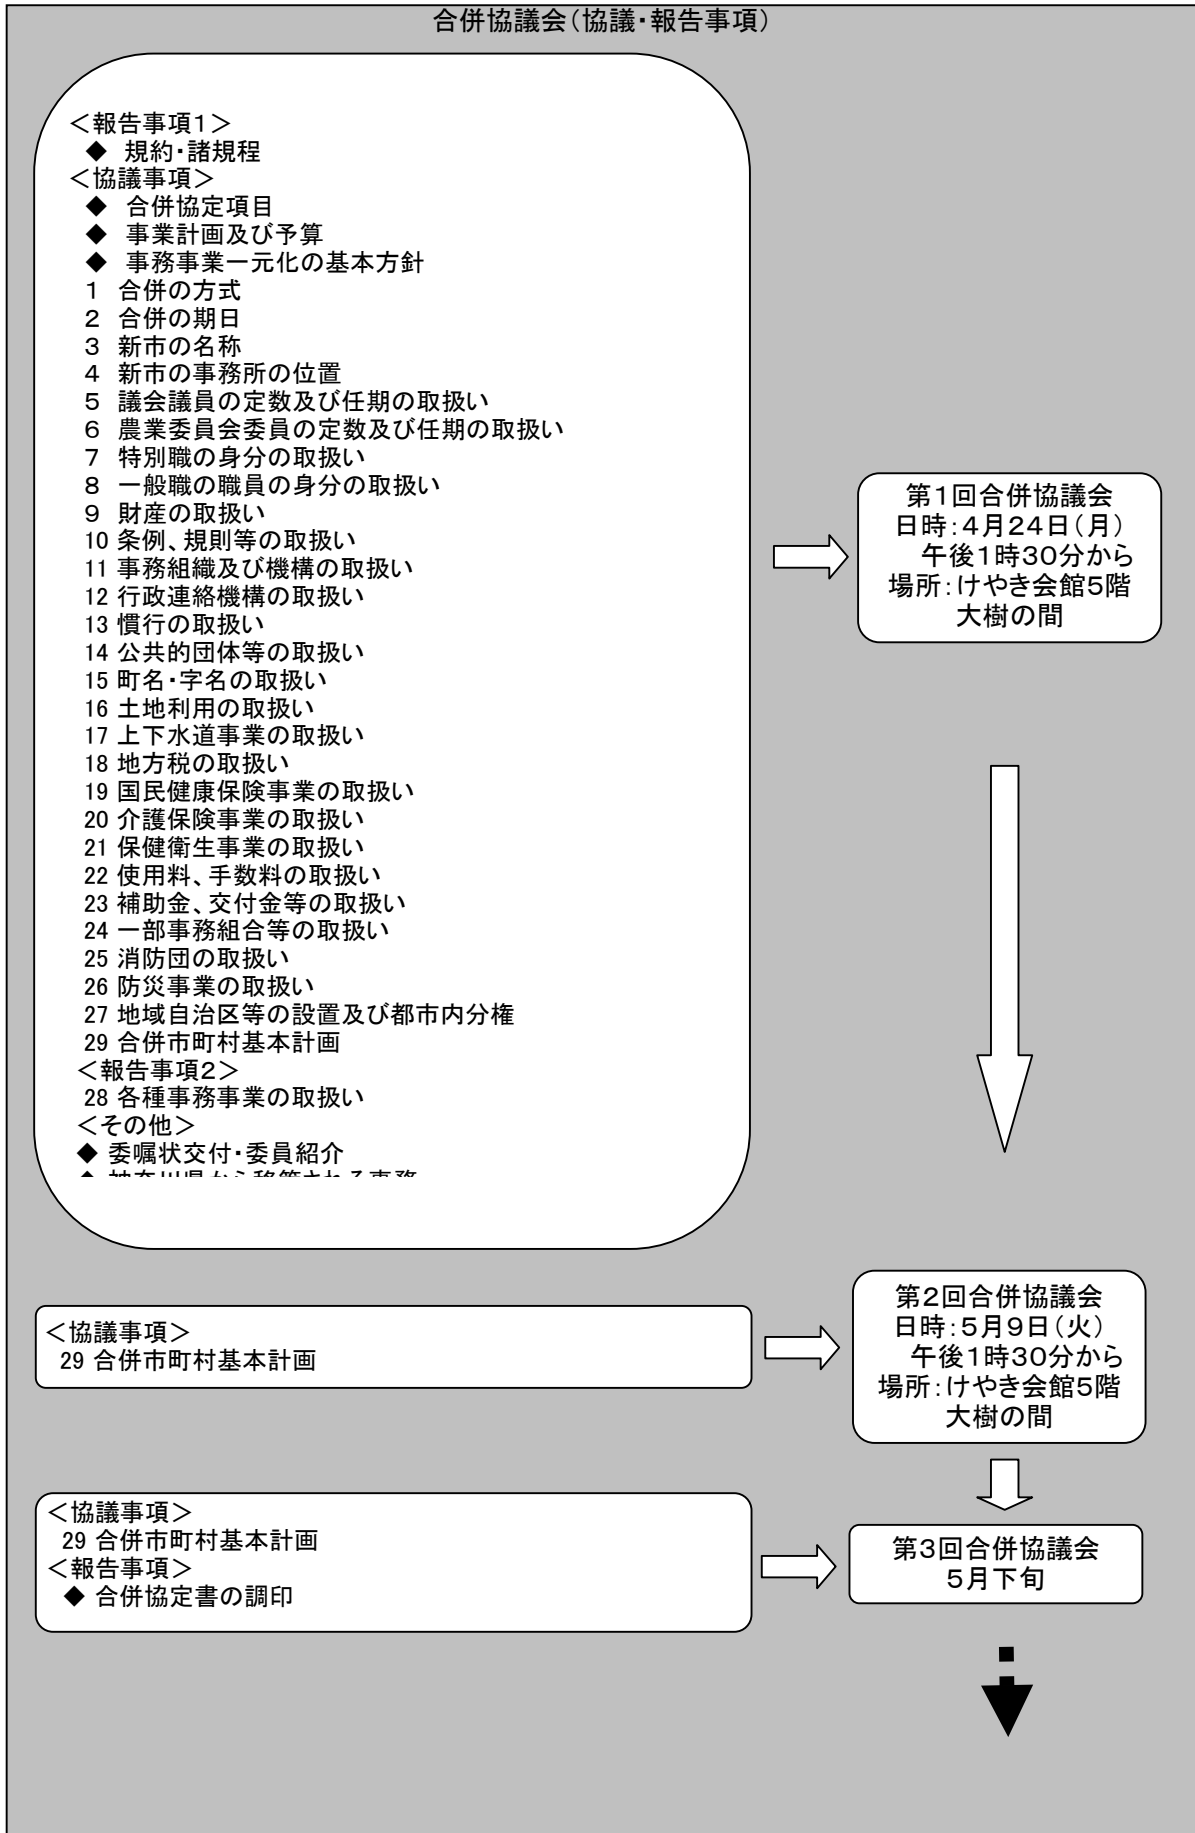 合併協議会（協議・報告事項）
＜報告事項１＞
◆ 規約・諸規程
＜協議事項＞
◆ 合併協定項目
◆ 事業計画及び予算
◆ 事務事業一元化の基本方針
１ 合併の方式
２ 合併の期日
３ 新市の名称
４ 新市の事務所の位置
５ 議会議員の定数及び任期の取扱い
６ 農業委員会委員の定数及び任期の取扱い
７ 特別職の身分の取扱い
８ 一般職の職員の身分の取扱い
９ 財産の取扱い
10 条例、規則等の取扱い
11 事務組織及び機構の取扱い
12 行政連絡機構の取扱い
13 慣行の取扱い
14 公共的団体等の取扱い
15 町名・字名の取扱い
16 土地利用の取扱い
17 上下水道事業の取扱い
18 地方税の取扱い
19 国民健康保険事業の取扱い
20 介護保険事業の取扱い
21 保健衛生事業の取扱い
22 使用料、手数料の取扱い
23 補助金、交付金等の取扱い
24 一部事務組合等の取扱い
25 消防団の取扱い
26 防災事業の取扱い
27 地域自治区等の設置及び都市内分権
29 合併市町村基本計画
＜報告事項２＞
28 各種事務事業の取扱い
＜その他＞
◆ 委嘱状交付・委員紹介
◆ 神奈川県から移管される事務
第１回合併協議会
日時：４月２４日（月）
午後１時３０分から
場所：けやき会館５階
大樹の間
＜協議事項＞
29 合併市町村基本計画
第２回合併協議会
日時：５月９日（火）
午後１時３０分から
場所：けやき会館５階
大樹の間
＜協議事項＞
29 合併市町村基本計画
＜報告事項＞
◆ 合併協定書の調印
第３回合併協議会
５月下旬